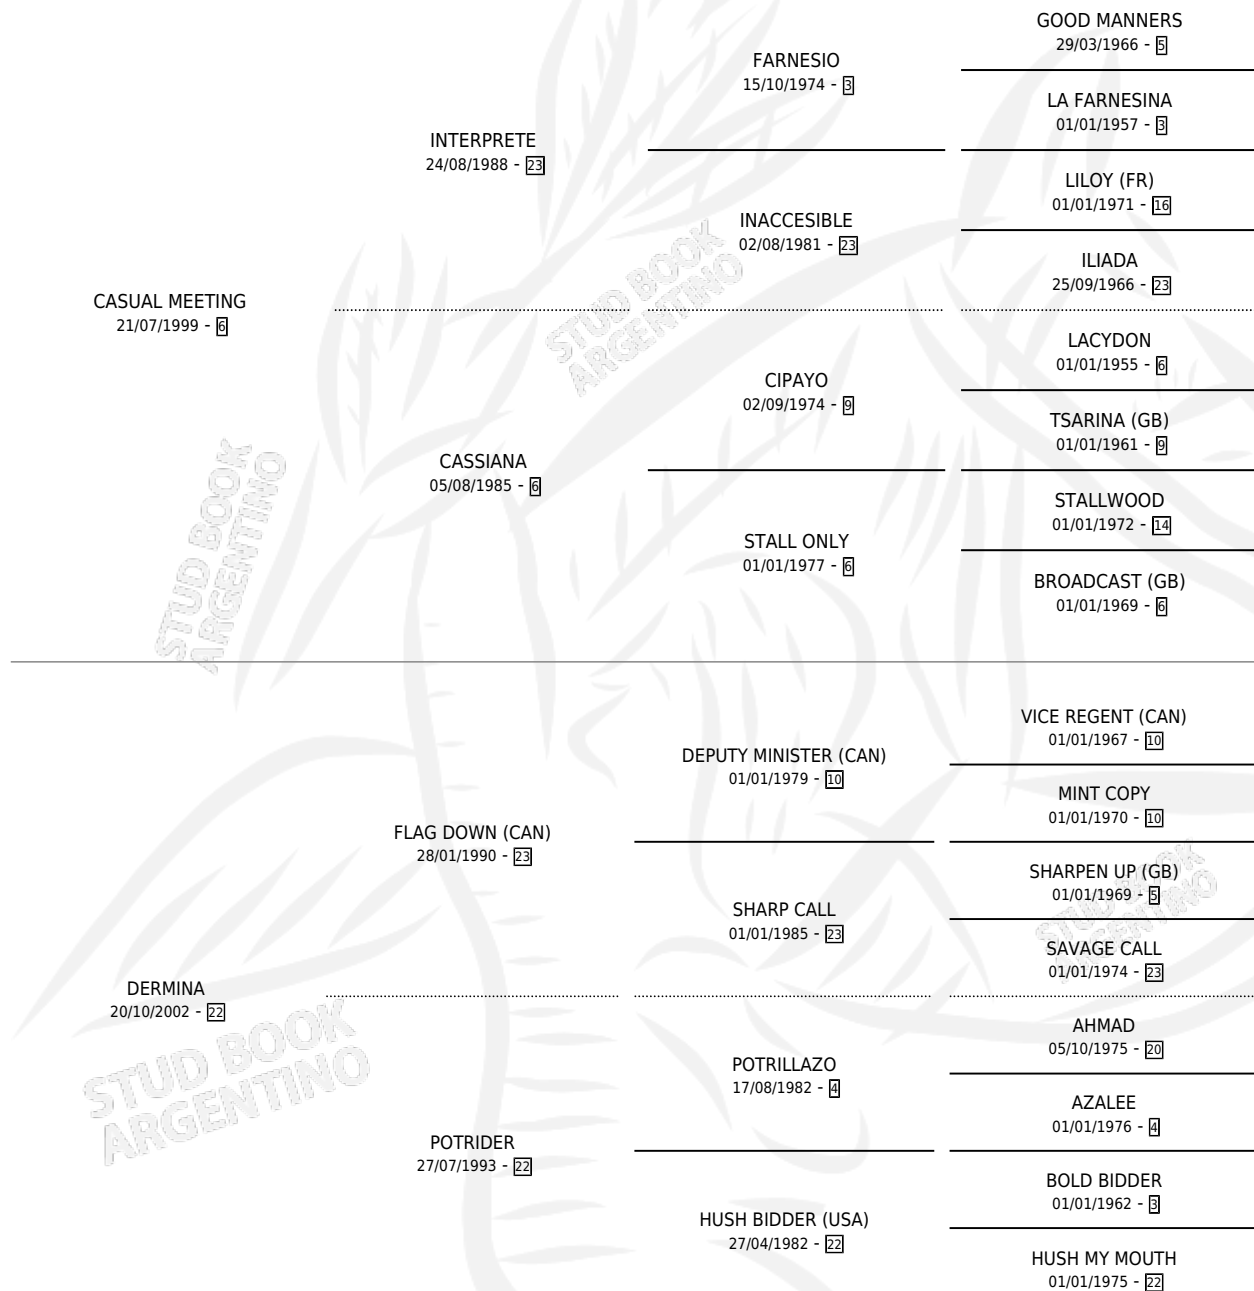 GOOD MANNERS
29/03/1966 - 5
FARNESIO
15/10/1974 - 3
LA FARNESINA
01/01/1957 - 3
INTERPRETE
24/08/1988 - 23
LILOY (FR)
01/01/1971 - 16
INACCESIBLE
02/08/1981 - 23
ILIADA
25/09/1966 - 23
CASUAL MEETING
21/07/1999 - 6
LACYDON
01/01/1955 - 6
CIPAYO
02/09/1974 - 9
TSARINA (GB)
01/01/1961 - 9
CASSIANA
05/08/1985 - 6
STALLWOOD
01/01/1972 - 14
STALL ONLY
01/01/1977 - 6
BROADCAST (GB)
01/01/1969 - 6
VICE REGENT (CAN)
01/01/1967 - 10
DEPUTY MINISTER (CAN)
01/01/1979 - 10
MINT COPY
01/01/1970 - 10
FLAG DOWN (CAN)
28/01/1990 - 23
SHARPEN UP (GB)
01/01/1969 - 5
SHARP CALL
01/01/1985 - 23
SAVAGE CALL
01/01/1974 - 23
DERMINA
20/10/2002 - 22
AHMAD
05/10/1975 - 20
POTRILLAZO
17/08/1982 - 4
AZALEE
01/01/1976 - 4
POTRIDER
27/07/1993 - 22
BOLD BIDDER
01/01/1962 - 3
HUSH BIDDER (USA)
27/04/1982 - 22
HUSH MY MOUTH
01/01/1975 - 22
STUD BOOK
ARGENTINO
STUD BOOK
ARGENTINO
STUD BOOK
ARGENTINO
STUD BOOK
ARGENTINO